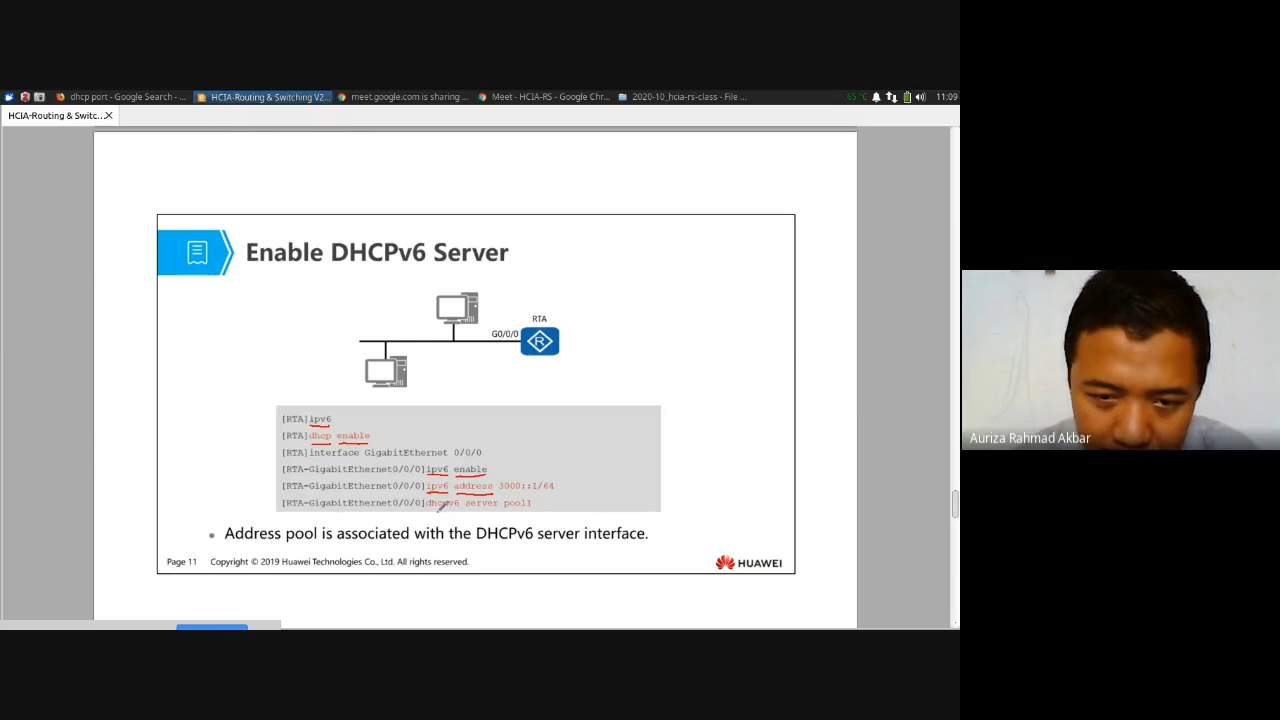 dhcp port - Google Search - ...
HCIA-Routing & Switching V2...
meet.google.com is sharing ...
Meet - HCIA-RS - Google Chr...
2020-10_hcia-rs-class - File ...
65°C
11:09
HCIA-Routing & Switc...
Enable DHCPv6 Server
RTA
G0/0/0
[RTA]ipv6
[RTA]dhcp enable
[RTA]interface GigabitEthernet 0/0/0
[RTA-GigabitEthernet0/0/0]ipv6 enable
[RTA-GigabitEthernet0/0/0]ipv6 address 3000::1/64
[RTA-GigabitEthernet0/0/0]dhcpv6 server pool1
Address pool is associated with the DHCPv6 server interface.
Page 11 Copyright © 2019 Huawei Technologies Co., Ltd. All rights reserved.
HUAWEI
Auriza Rahmad Akbar